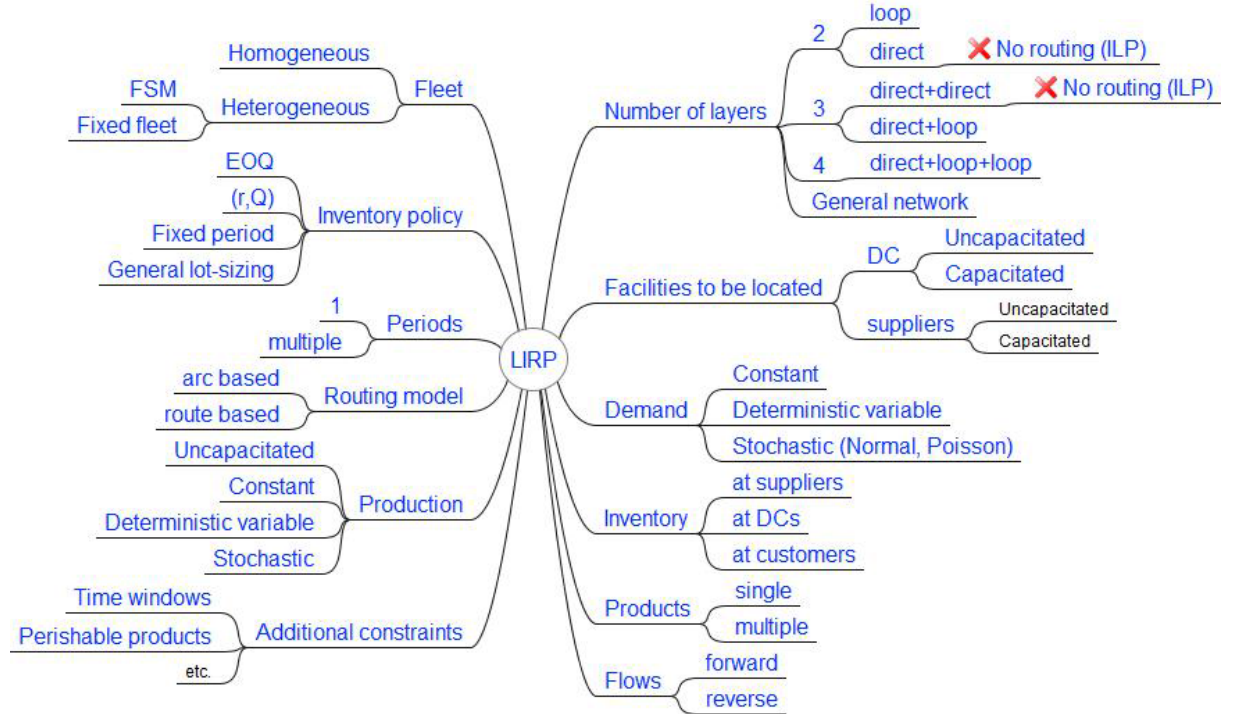 LIRP
Fleet
Homogeneous
Heterogeneous
FSM
Fixed fleet
Inventory policy
EOQ
(r,Q)
Fixed period
General lot-sizing
Periods
1
multiple
Routing model
arc based
route based
Production
Uncapacitated
Constant
Deterministic variable
Stochastic
Additional constraints
Time windows
Perishable products
etc.
Number of layers
2
loop
direct
❌ No routing (ILP)
3
direct+direct
❌ No routing (ILP)
direct+loop
4
direct+loop+loop
General network
Facilities to be located
DC
Uncapacitated
Capacitated
suppliers
Uncapacitated
Capacitated
Demand
Constant
Deterministic variable
Stochastic (Normal, Poisson)
Inventory
at suppliers
at DCs
at customers
Products
single
multiple
Flows
forward
reverse